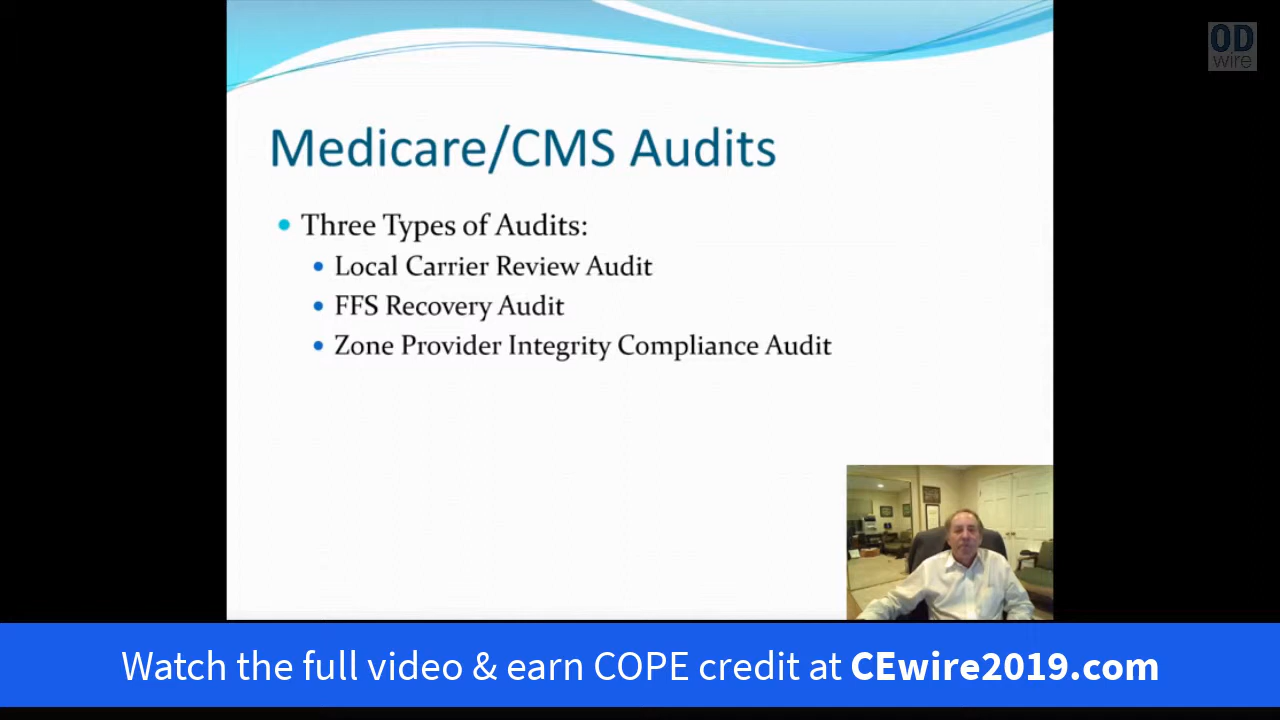 OD
wire
Medicare/CMS Audits
Three Types of Audits:
Local Carrier Review Audit
FFS Recovery Audit
Zone Provider Integrity Compliance Audit
Watch the full video & earn COPE credit at CEwire2019.com